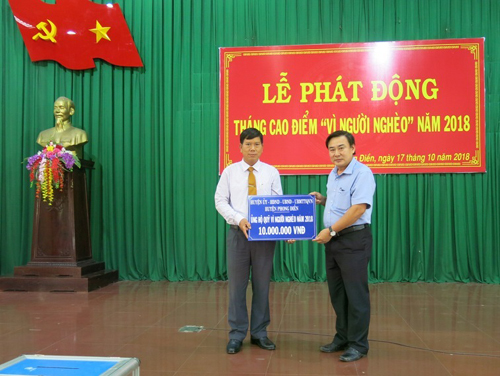 LỄ PHÁT ĐỘNG
THÁNG CAO ĐIỂM "VÌ NGƯỜI NGHÈO" NĂM 2018
Điền, ngày 17 tháng 10 năm 2018
HUYỆN ỦY - HĐND - UBND - UBMTTQVN
HUYỆN PHONG ĐIỀN
ỦNG HỘ QUỸ VÌ NGƯỜI NGHÈO NĂM 2018
10.000.000 VNĐ